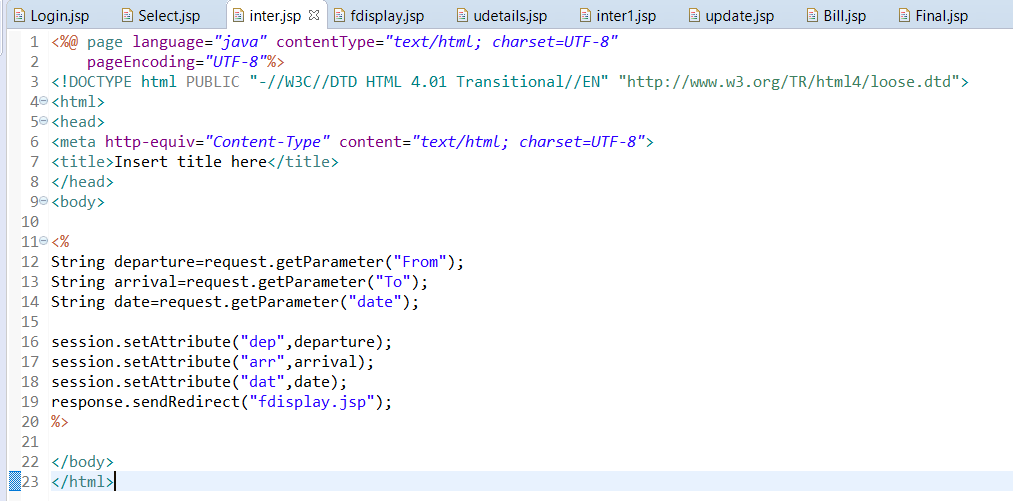 Login.jsp Select.jsp inter.jsp fdisplay.jsp udetails.jsp inter1.jsp update.jsp Bill.jsp Final.jsp
1 <%@ page language="java" contentType="text/html; charset=UTF-8"
2     pageEncoding="UTF-8"%>
3 <!DOCTYPE html PUBLIC "-//W3C//DTD HTML 4.01 Transitional//EN" "http://www.w3.org/TR/html4/loose.dtd">
4 <html>
5 <head>
6 <meta http-equiv="Content-Type" content="text/html; charset=UTF-8">
7 <title>Insert title here</title>
8 </head>
9 <body>
10
11 <%
12 String departure=request.getParameter("From");
13 String arrival=request.getParameter("To");
14 String date=request.getParameter("date");
15
16 session.setAttribute("dep",departure);
17 session.setAttribute("arr",arrival);
18 session.setAttribute("dat",date);
19 response.sendRedirect("fdisplay.jsp");
20 %>
21
22 </body>
23 </html>